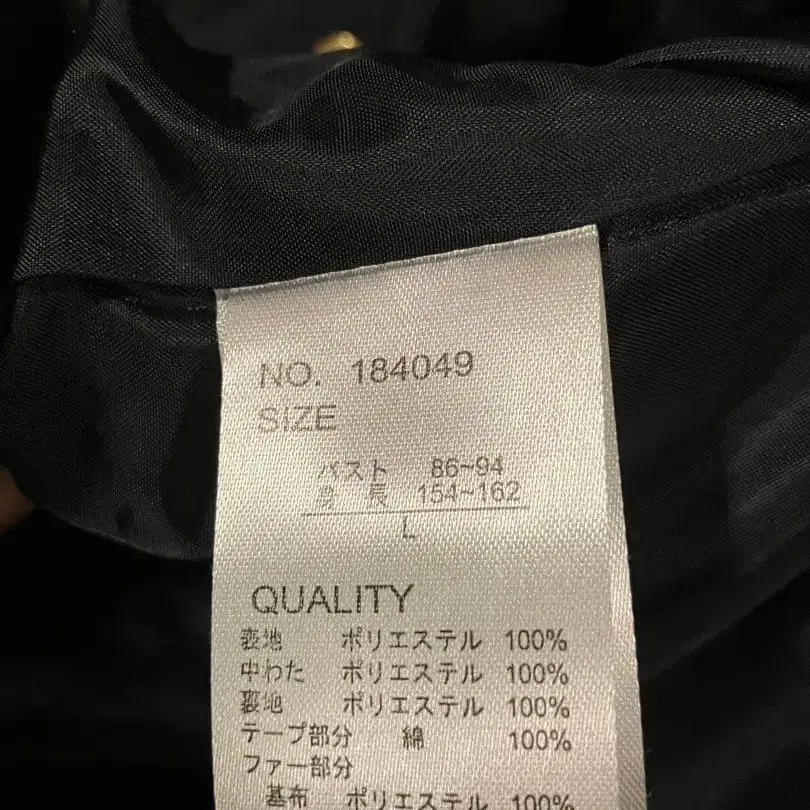 NO. 184049
SIZE
バスト 86~94
身長 154~162
L
QUALITY
表地 ポリエステル 100%
中わた ポリエステル 100%
裏地 ポリエステル 100%
テープ部分 綿 100%
ファー部分
基布 ポリエステル 100%